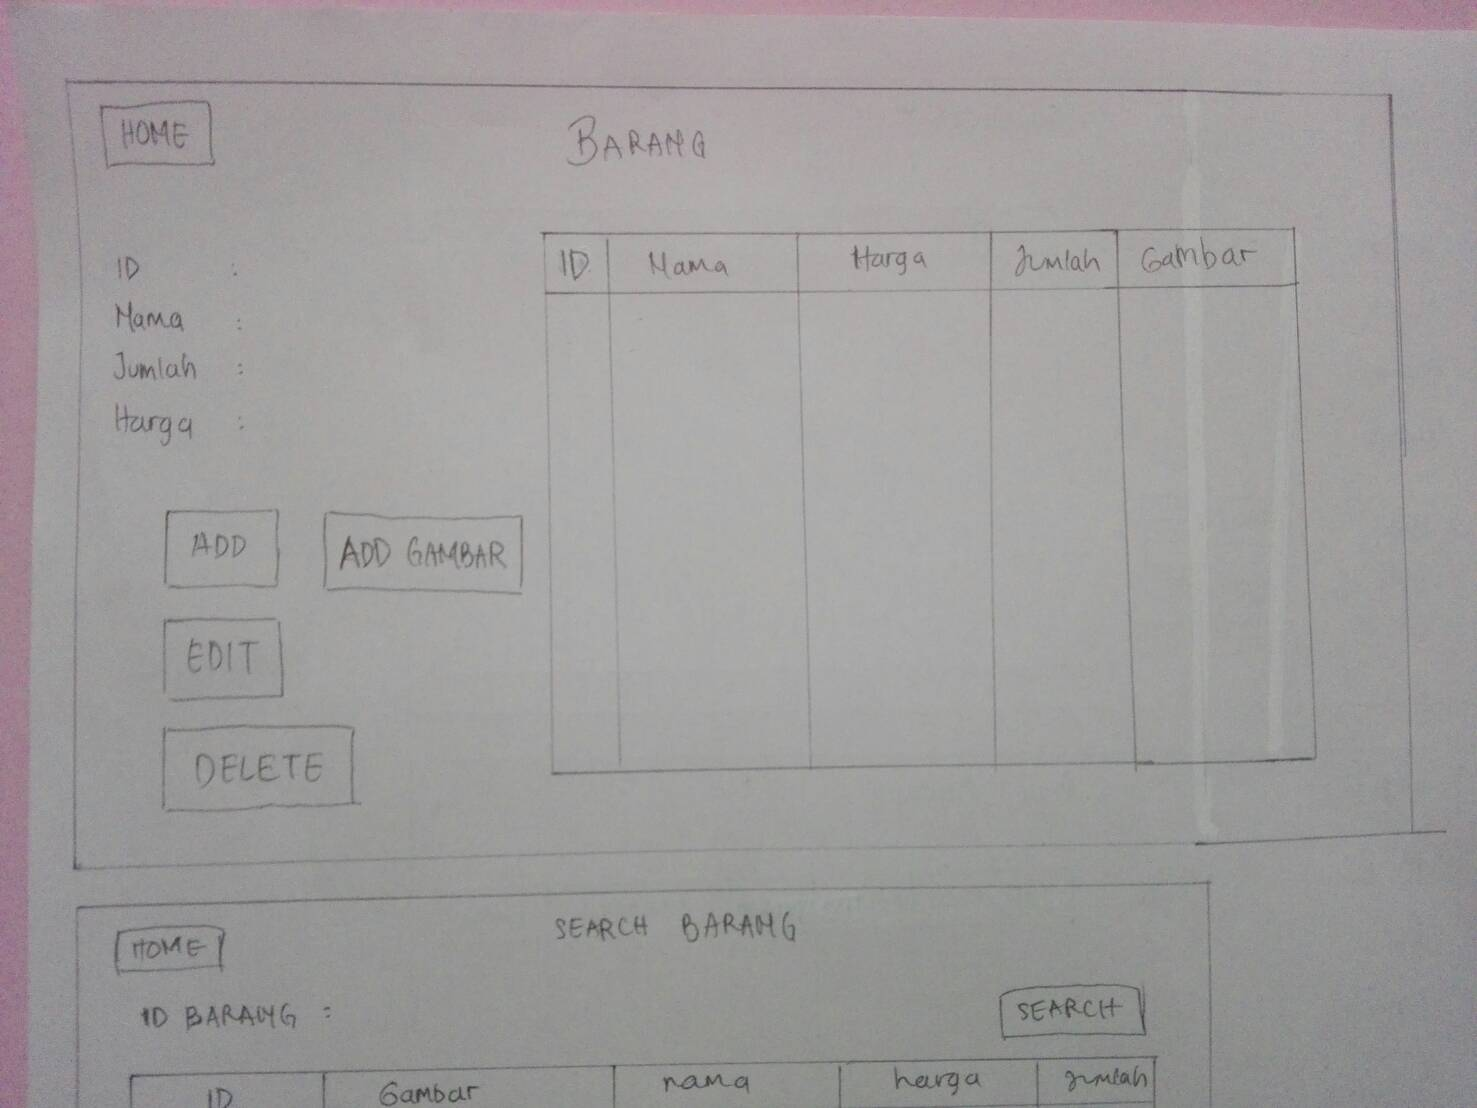 HOME
BARANG
ID :
Nama :
Jumlah :
Harga :
ID Nama Harga Jumlah Gambar
ADD ADD GAMBAR
EDIT
DELETE
HOME
SEARCH BARANG
ID BARANG :
SEARCH
ID Gambar nama harga Jumlah